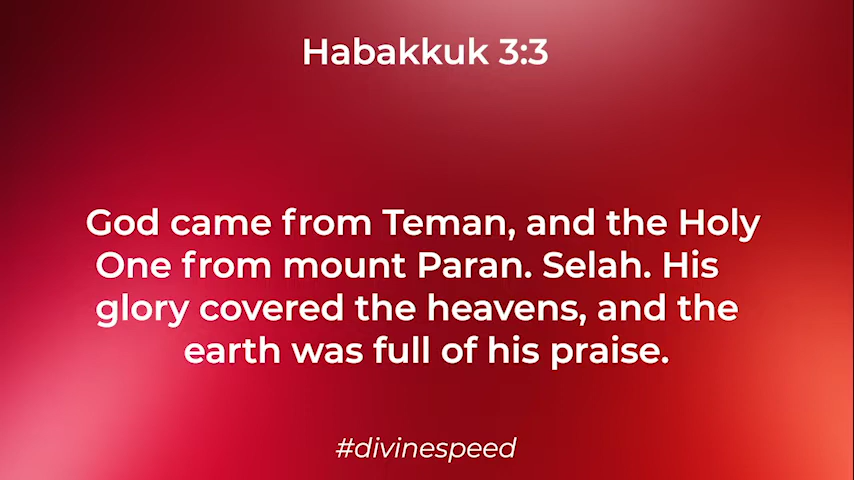 Habakkuk 3:3
God came from Teman, and the Holy
One from mount Paran. Selah. His
glory covered the heavens, and the
earth was full of his praise.
#divinespeed